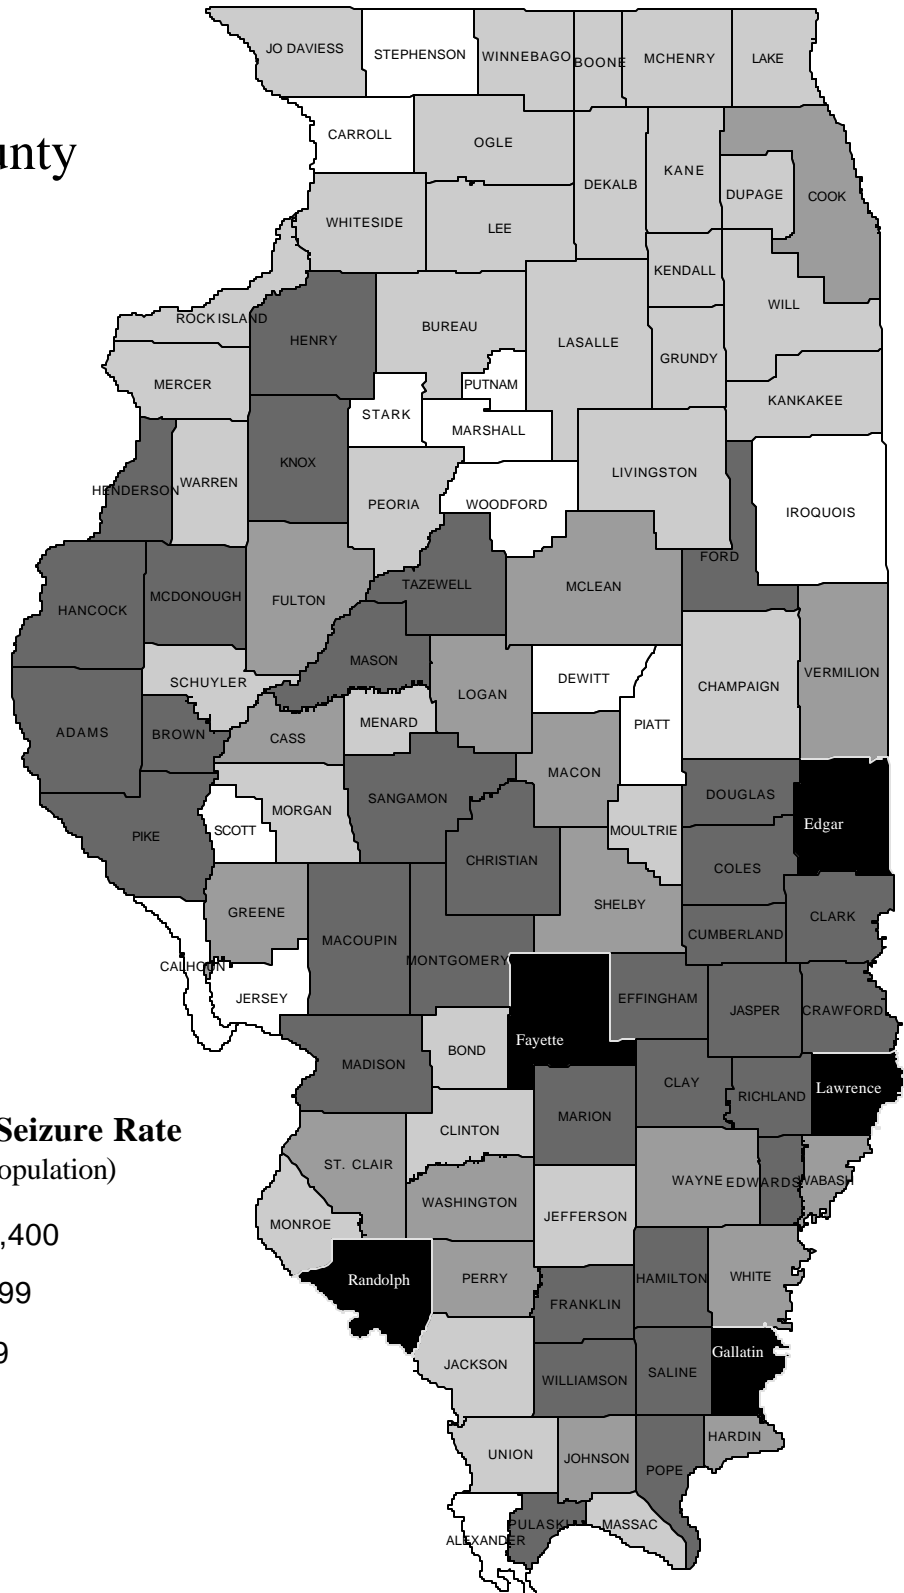 JO DAVIESS
STEPHENSON
WINNEBAGO
BOONE
MCHENRY
LAKE
CARROLL
OGLE
unty
DEKALB
KANE
DUPAGE
COOK
WHITESIDE
LEE
KENDALL
ROCK ISLAND
HENRY
BUREAU
LASALLE
WILL
GRUNDY
MERCER
PUTNAM
STARK
KANKAKEE
MARSHALL
HENDERSON
WARREN
KNOX
PEORIA
WOODFORD
LIVINGSTON
IROQUOIS
FORD
HANCOCK
MCDONOUGH
FULTON
TAZEWELL
MCLEAN
SCHUYLER
MASON
LOGAN
DEWITT
CHAMPAIGN
VERMILION
ADAMS
BROWN
CASS
MENARD
PIATT
MACON
PIKE
SCOTT
MORGAN
SANGAMON
DOUGLAS
Edgar
MOULTRIE
CHRISTIAN
COLES
GREENE
SHELBY
CLARK
CUMBERLAND
MACOUPIN
MONTGOMERY
CALHOUN
JERSEY
EFFINGHAM
JASPER
CRAWFORD
Fayette
MADISON
BOND
CLAY
RICHLAND
Lawrence
Seizure Rate
MARION
CLINTON
opulation)
ST. CLAIR
WASHINGTON
WAYNE
EDWARDS
WABASH
MONROE
JEFFERSON
,400
Randolph
PERRY
HAMILTON
WHITE
99
FRANKLIN
9
JACKSON
WILLIAMSON
SALINE
Gallatin
UNION
JOHNSON
POPE
HARDIN
ALEXANDER
PULASKI
MASSAC